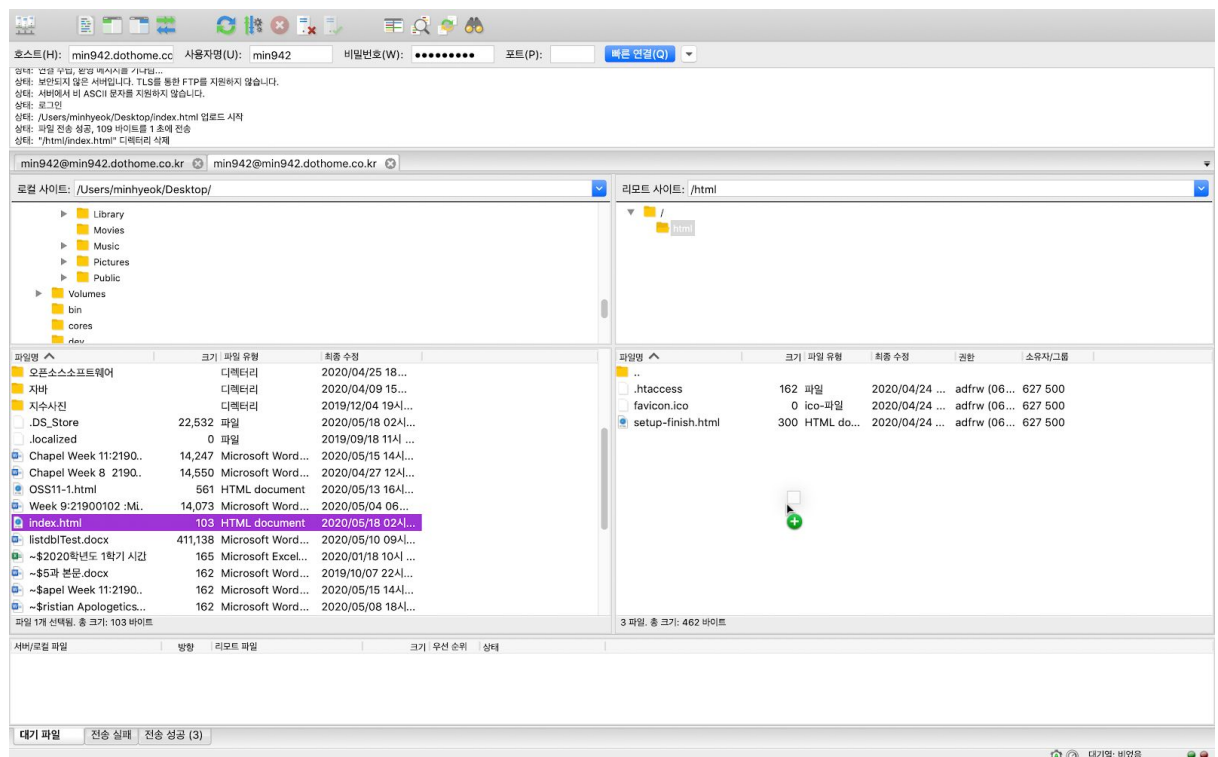 호스트(H): min942.dothome.cc 사용자명(U): min942 비밀번호(W): ●●●●●●●●● 포트(P): 빠른 연결(Q)
상태: 연결 수립, 환영 메시지를 기다림...
상태: 보안되지 않은 서버입니다. TLS를 통한 FTP를 지원하지 않습니다.
상태: 서버에서 비 ASCII 문자를 지원하지 않습니다.
상태: 로그인
상태: /Users/minhyeok/Desktop/index.html 업로드 시작
상태: 파일 전송 성공, 109 바이트를 1 초에 전송
상태: "/html/index.html" 디렉터리 삭제
min942@min942.dothome.co.kr min942@min942.dothome.co.kr
로컬 사이트: /Users/minhyeok/Desktop/
Library
Movies
Music
Pictures
Public
Volumes
bin
cores
dev
파일명 크기 파일 유형 최종 수정
오픈소스소프트웨어 디렉터리 2020/04/25 18...
자바 디렉터리 2020/04/09 15...
지수사진 디렉터리 2019/12/04 19시...
.DS_Store 22,532 파일 2020/05/18 02시...
.localized 0 파일 2019/09/18 11시 ...
Chapel Week 11:2190.. 14,247 Microsoft Word... 2020/05/15 14시...
Chapel Week 8 2190.. 14,550 Microsoft Word... 2020/04/27 12시...
OSS11-1.html 561 HTML document 2020/05/13 16시...
Week 9:21900102 :Mi.. 14,073 Microsoft Word... 2020/05/04 06...
index.html 103 HTML document 2020/05/18 02시...
listdblTest.docx 411,138 Microsoft Word... 2020/05/10 09시...
~$2020학년도 1학기 시간 165 Microsoft Excel... 2020/01/18 10시 ...
~$5과 본문.docx 162 Microsoft Word... 2019/10/07 22시...
~$apel Week 11:2190.. 162 Microsoft Word... 2020/05/15 14시...
~$ristian Apologetics... 162 Microsoft Word... 2020/05/08 18시...
파일 1개 선택됨. 총 크기: 103 바이트
리모트 사이트: /html
/
html
파일명 크기 파일 유형 최종 수정 권한 소유자/그룹
..
.htaccess 162 파일 2020/04/24 ... adfrw (06... 627 500
favicon.ico 0 ico-파일 2020/04/24 ... adfrw (06... 627 500
setup-finish.html 300 HTML do... 2020/04/24 ... adfrw (06... 627 500
3 파일. 총 크기: 462 바이트
서버/로컬 파일 방향 리모트 파일 크기 우선 순위 상태
대기 파일 전송 실패 전송 성공 (3)
대기열: 비었음